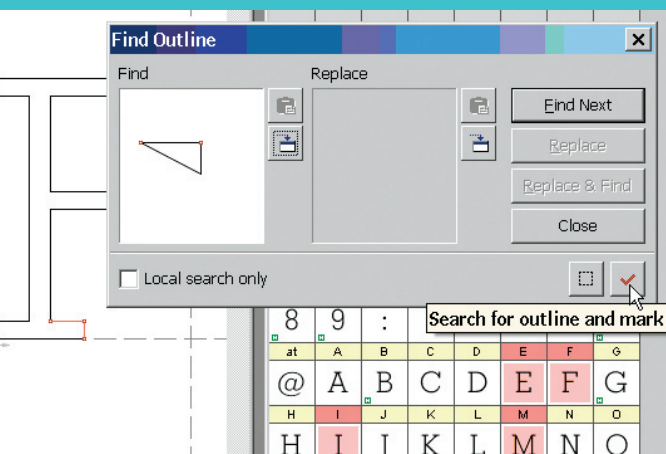 Find Outline
Find Replace
Find Next
Replace
Replace & Find
Close
Local search only
Search for outline and mark
8 9 :
at A B C D E F G
@ A B C D E F G
H I J K L M N O
H I J K L M N O